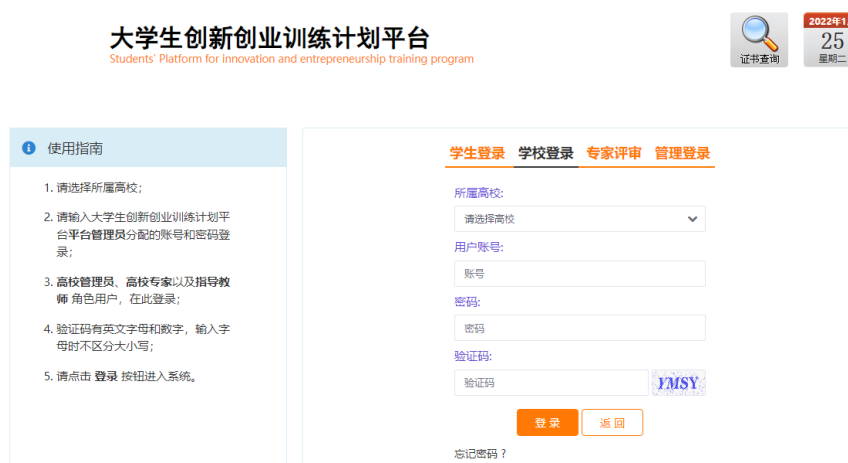 大学生创新创业训练计划平台
Students' Platform for innovation and entrepreneurship training program
证书查询
2022年1
25
星期二
使用指南
1. 请选择所属高校；
2. 请输入大学生创新创业训练计划平
台平台管理员分配的账号和密码登
录；
3. 高校管理员、高校专家以及指导教
师 角色用户，在此登录；
4. 验证码有英文字母和数字，输入字
母时不区分大小写；
5. 请点击 登录 按钮进入系统。
学生登录 学校登录 专家评审 管理登录
所属高校:
请选择高校
用户账号:
账号
密码:
密码
验证码:
验证码 YMSY
登 录 返 回
忘记密码？